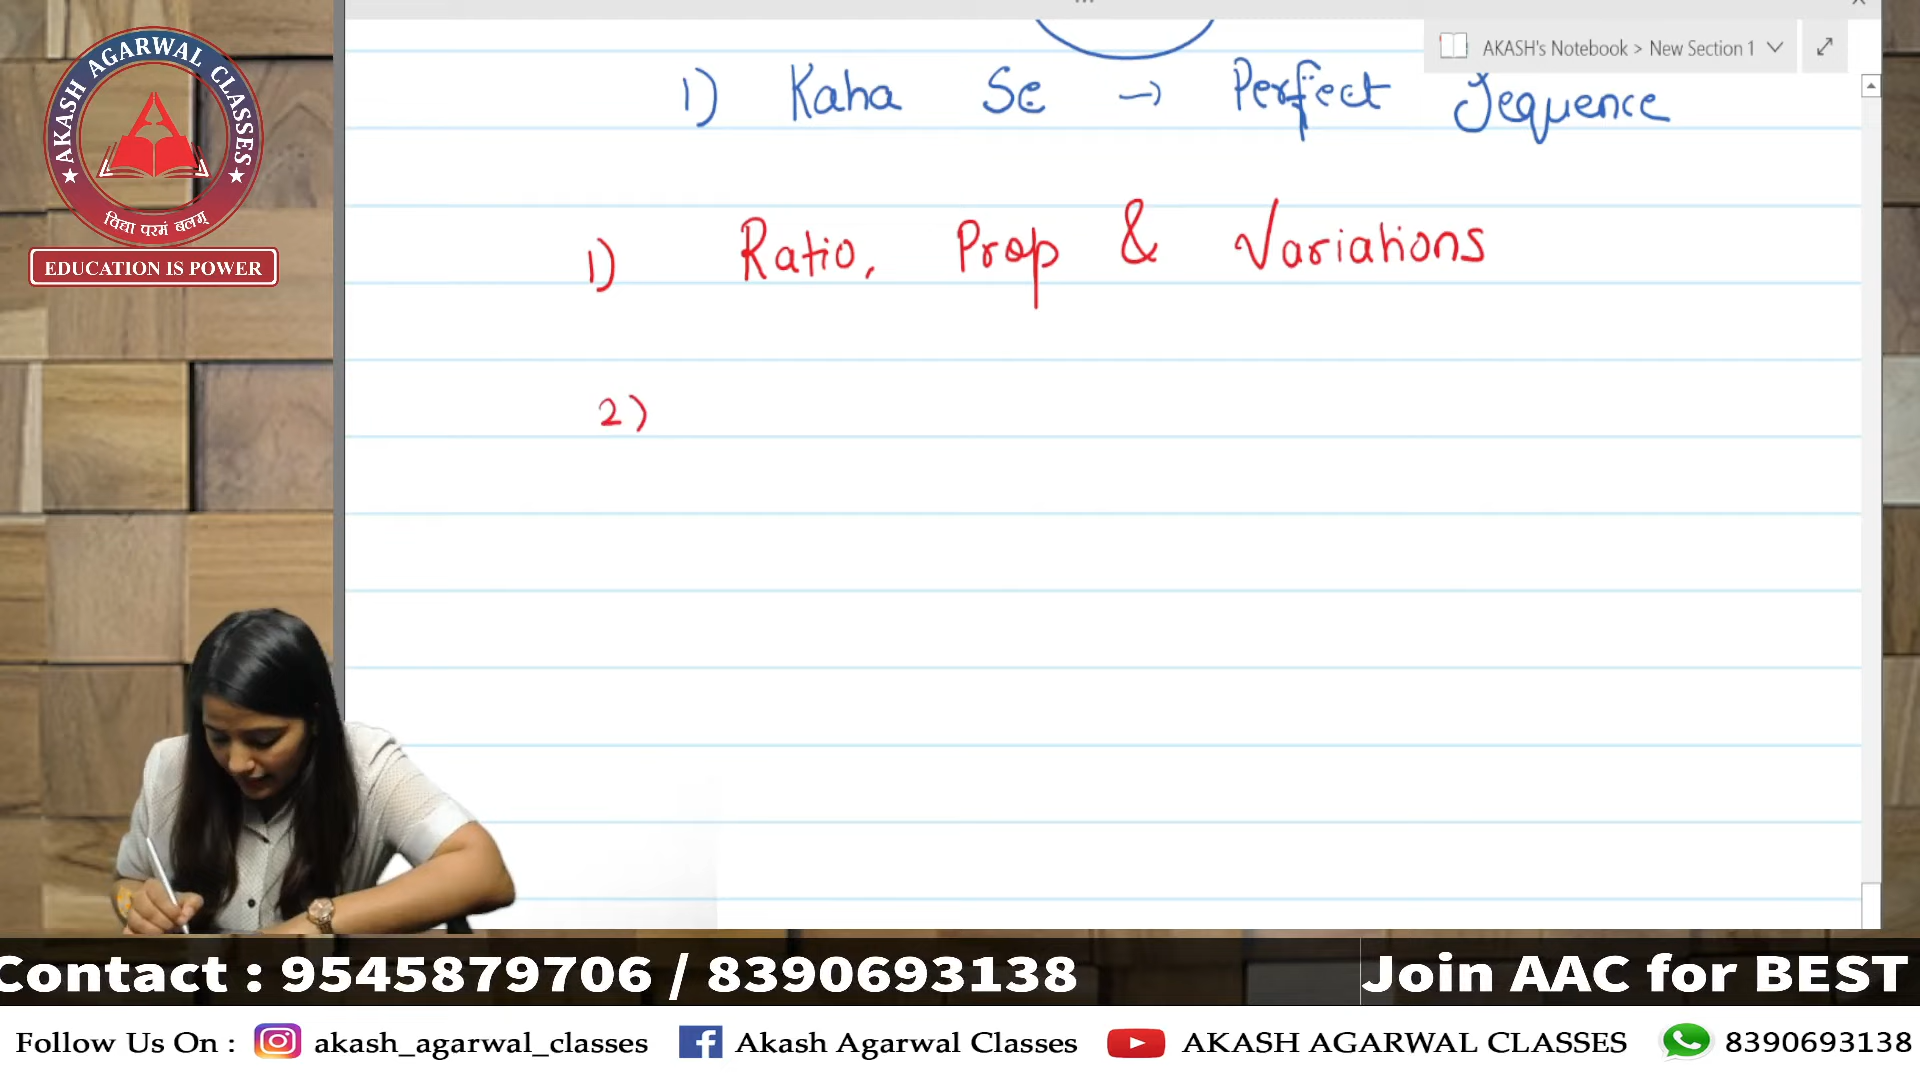 AKASH AGARWAL CLASSES
विद्या परमं बलम्
EDUCATION IS POWER
AKASH's Notebook > New Section 1
1) Kaha Se → Perfect Sequence
1) Ratio, Prop & Variations
2)
Contact : 9545879706 / 8390693138
Join AAC for BEST
Follow Us On : akash_agarwal_classes Akash Agarwal Classes AKASH AGARWAL CLASSES 8390693138